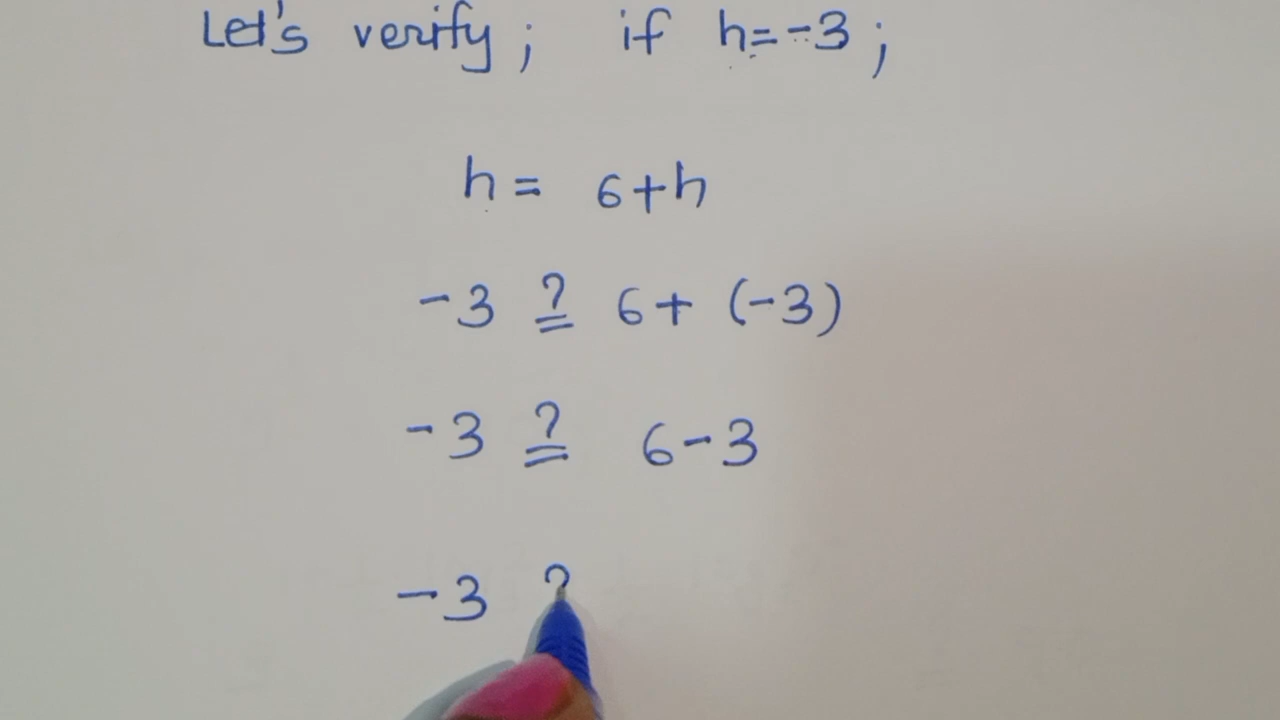 Let's verify; if h=-3;
h= 6+h
-3 ≟ 6+ (-3)
-3 ≟ 6-3
-3 ?